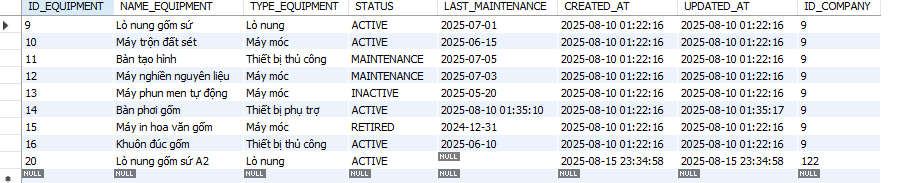 ID_EQUIPMENT NAME_EQUIPMENT TYPE_EQUIPMENT STATUS LAST_MAINTENANCE CREATED_AT UPDATED_AT ID_COMPANY
9 Lò nung gốm sứ Lò nung ACTIVE 2025-07-01 2025-08-10 01:22:16 2025-08-10 01:22:16 9
10 Máy trộn đất sét Máy móc ACTIVE 2025-06-15 2025-08-10 01:22:16 2025-08-10 01:22:16 9
11 Bàn tạo hình Thiết bị thủ công MAINTENANCE 2025-07-05 2025-08-10 01:22:16 2025-08-10 01:22:16 9
12 Máy nghiền nguyên liệu Máy móc MAINTENANCE 2025-07-03 2025-08-10 01:22:16 2025-08-10 01:22:16 9
13 Máy phun men tự động Máy móc INACTIVE 2025-05-20 2025-08-10 01:22:16 2025-08-10 01:22:16 9
14 Bàn phơi gốm Thiết bị phụ trợ ACTIVE 2025-08-10 01:35:10 2025-08-10 01:22:16 2025-08-10 01:35:17 9
15 Máy in hoa văn gốm Máy móc RETIRED 2024-12-31 2025-08-10 01:22:16 2025-08-10 01:22:16 9
16 Khuôn đúc gốm Thiết bị thủ công ACTIVE 2025-06-10 2025-08-10 01:22:16 2025-08-10 01:22:16 9
20 Lò nung gốm sứ A2 Lò nung ACTIVE NULL 2025-08-15 23:34:58 2025-08-15 23:34:58 122
NULL NULL NULL NULL NULL NULL NULL NULL